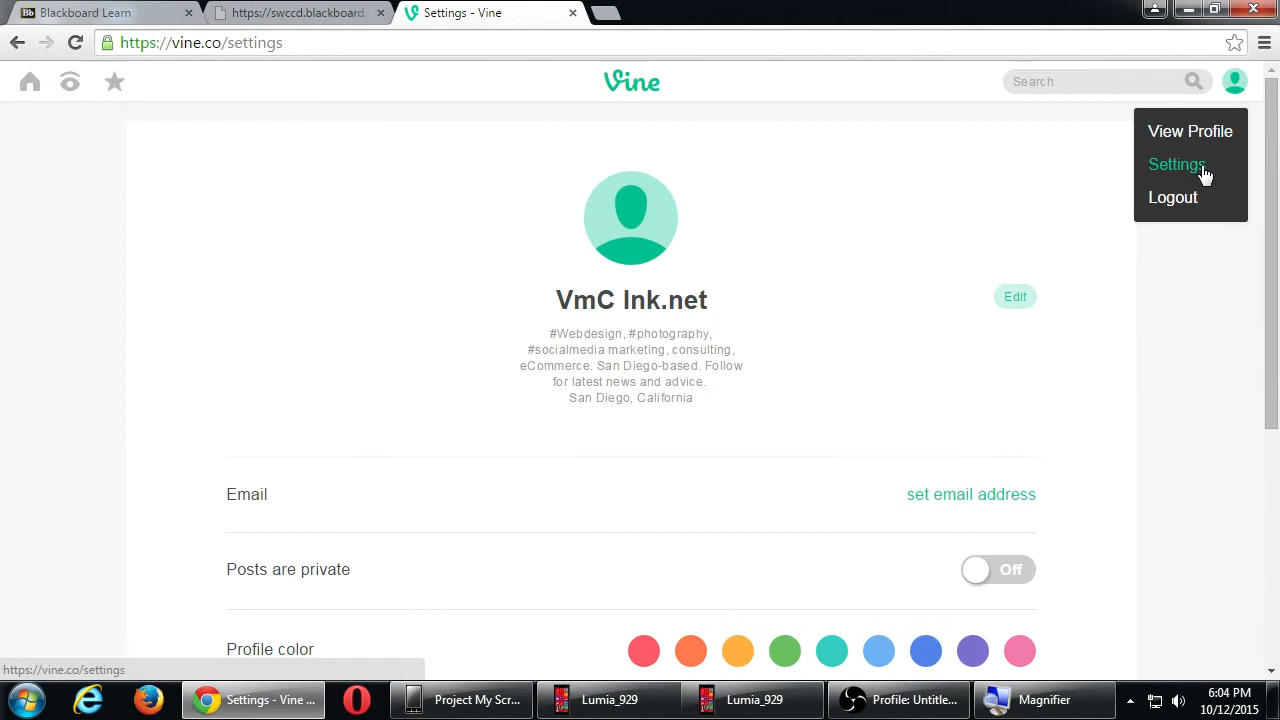 Blackboard Learn
https://swccd.blackboard.
Settings - Vine
https://vine.co/settings
Vine
Search
View Profile
Settings
Logout
VmC Ink.net
Edit
#Webdesign, #photography,
#socialmedia marketing, consulting,
eCommerce. San Diego-based. Follow
for latest news and advice.
San Diego, California
Email
set email address
Posts are private
Off
Profile color
https://vine.co/settings
Settings - Vine ...
Project My Scr...
Lumia_929
Lumia_929
Profile: Untitle...
Magnifier
6:04 PM
10/12/2015